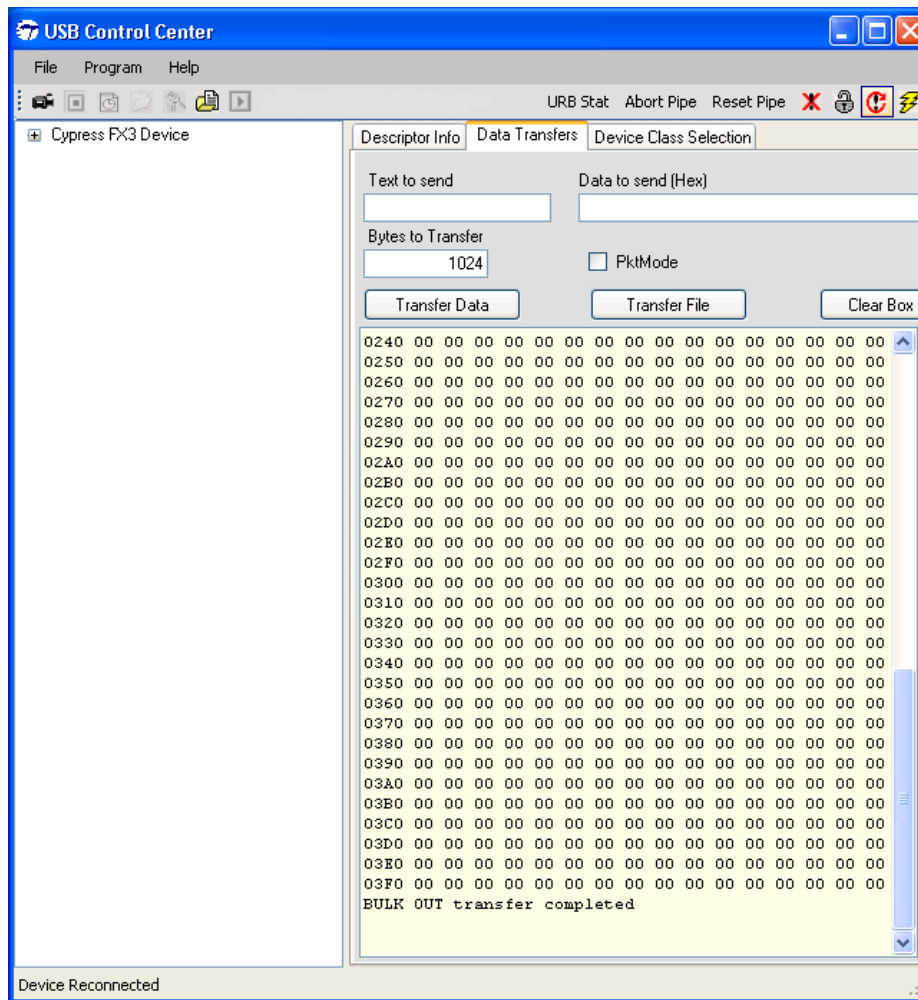 USB Control Center
File Program Help
URB Stat Abort Pipe Reset Pipe
Cypress FX3 Device
Descriptor Info Data Transfers Device Class Selection
Text to send Data to send (Hex)
Bytes to Transfer
1024 PktMode
Transfer Data Transfer File Clear Box
0240 00 00 00 00 00 00 00 00 00 00 00 00 00 00 00 00
0250 00 00 00 00 00 00 00 00 00 00 00 00 00 00 00 00
0260 00 00 00 00 00 00 00 00 00 00 00 00 00 00 00 00
0270 00 00 00 00 00 00 00 00 00 00 00 00 00 00 00 00
0280 00 00 00 00 00 00 00 00 00 00 00 00 00 00 00 00
0290 00 00 00 00 00 00 00 00 00 00 00 00 00 00 00 00
02A0 00 00 00 00 00 00 00 00 00 00 00 00 00 00 00 00
02B0 00 00 00 00 00 00 00 00 00 00 00 00 00 00 00 00
02C0 00 00 00 00 00 00 00 00 00 00 00 00 00 00 00 00
02D0 00 00 00 00 00 00 00 00 00 00 00 00 00 00 00 00
02E0 00 00 00 00 00 00 00 00 00 00 00 00 00 00 00 00
02F0 00 00 00 00 00 00 00 00 00 00 00 00 00 00 00 00
0300 00 00 00 00 00 00 00 00 00 00 00 00 00 00 00 00
0310 00 00 00 00 00 00 00 00 00 00 00 00 00 00 00 00
0320 00 00 00 00 00 00 00 00 00 00 00 00 00 00 00 00
0330 00 00 00 00 00 00 00 00 00 00 00 00 00 00 00 00
0340 00 00 00 00 00 00 00 00 00 00 00 00 00 00 00 00
0350 00 00 00 00 00 00 00 00 00 00 00 00 00 00 00 00
0360 00 00 00 00 00 00 00 00 00 00 00 00 00 00 00 00
0370 00 00 00 00 00 00 00 00 00 00 00 00 00 00 00 00
0380 00 00 00 00 00 00 00 00 00 00 00 00 00 00 00 00
0390 00 00 00 00 00 00 00 00 00 00 00 00 00 00 00 00
03A0 00 00 00 00 00 00 00 00 00 00 00 00 00 00 00 00
03B0 00 00 00 00 00 00 00 00 00 00 00 00 00 00 00 00
03C0 00 00 00 00 00 00 00 00 00 00 00 00 00 00 00 00
03D0 00 00 00 00 00 00 00 00 00 00 00 00 00 00 00 00
03E0 00 00 00 00 00 00 00 00 00 00 00 00 00 00 00 00
03F0 00 00 00 00 00 00 00 00 00 00 00 00 00 00 00 00
BULK OUT transfer completed
Device Reconnected